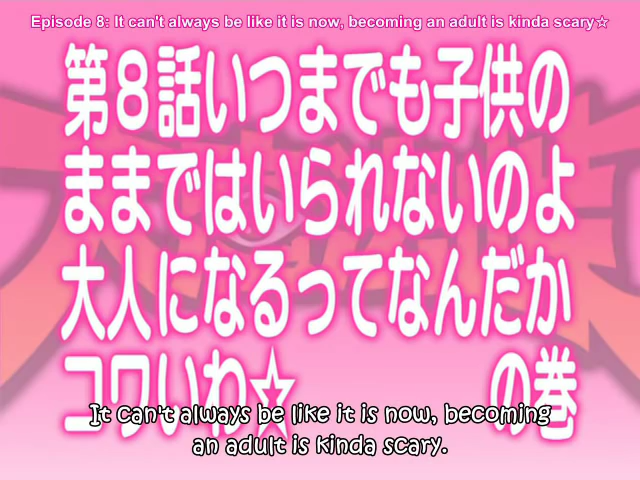 Episode 8: It can't always be like it is now, becoming an adult is kinda scary☆
第８話いつまでも子供の
ままではいられないのよ
大人になるってなんだか
コワいわ☆ の巻
It can't always be like it is now, becoming
an adult is kinda scary.